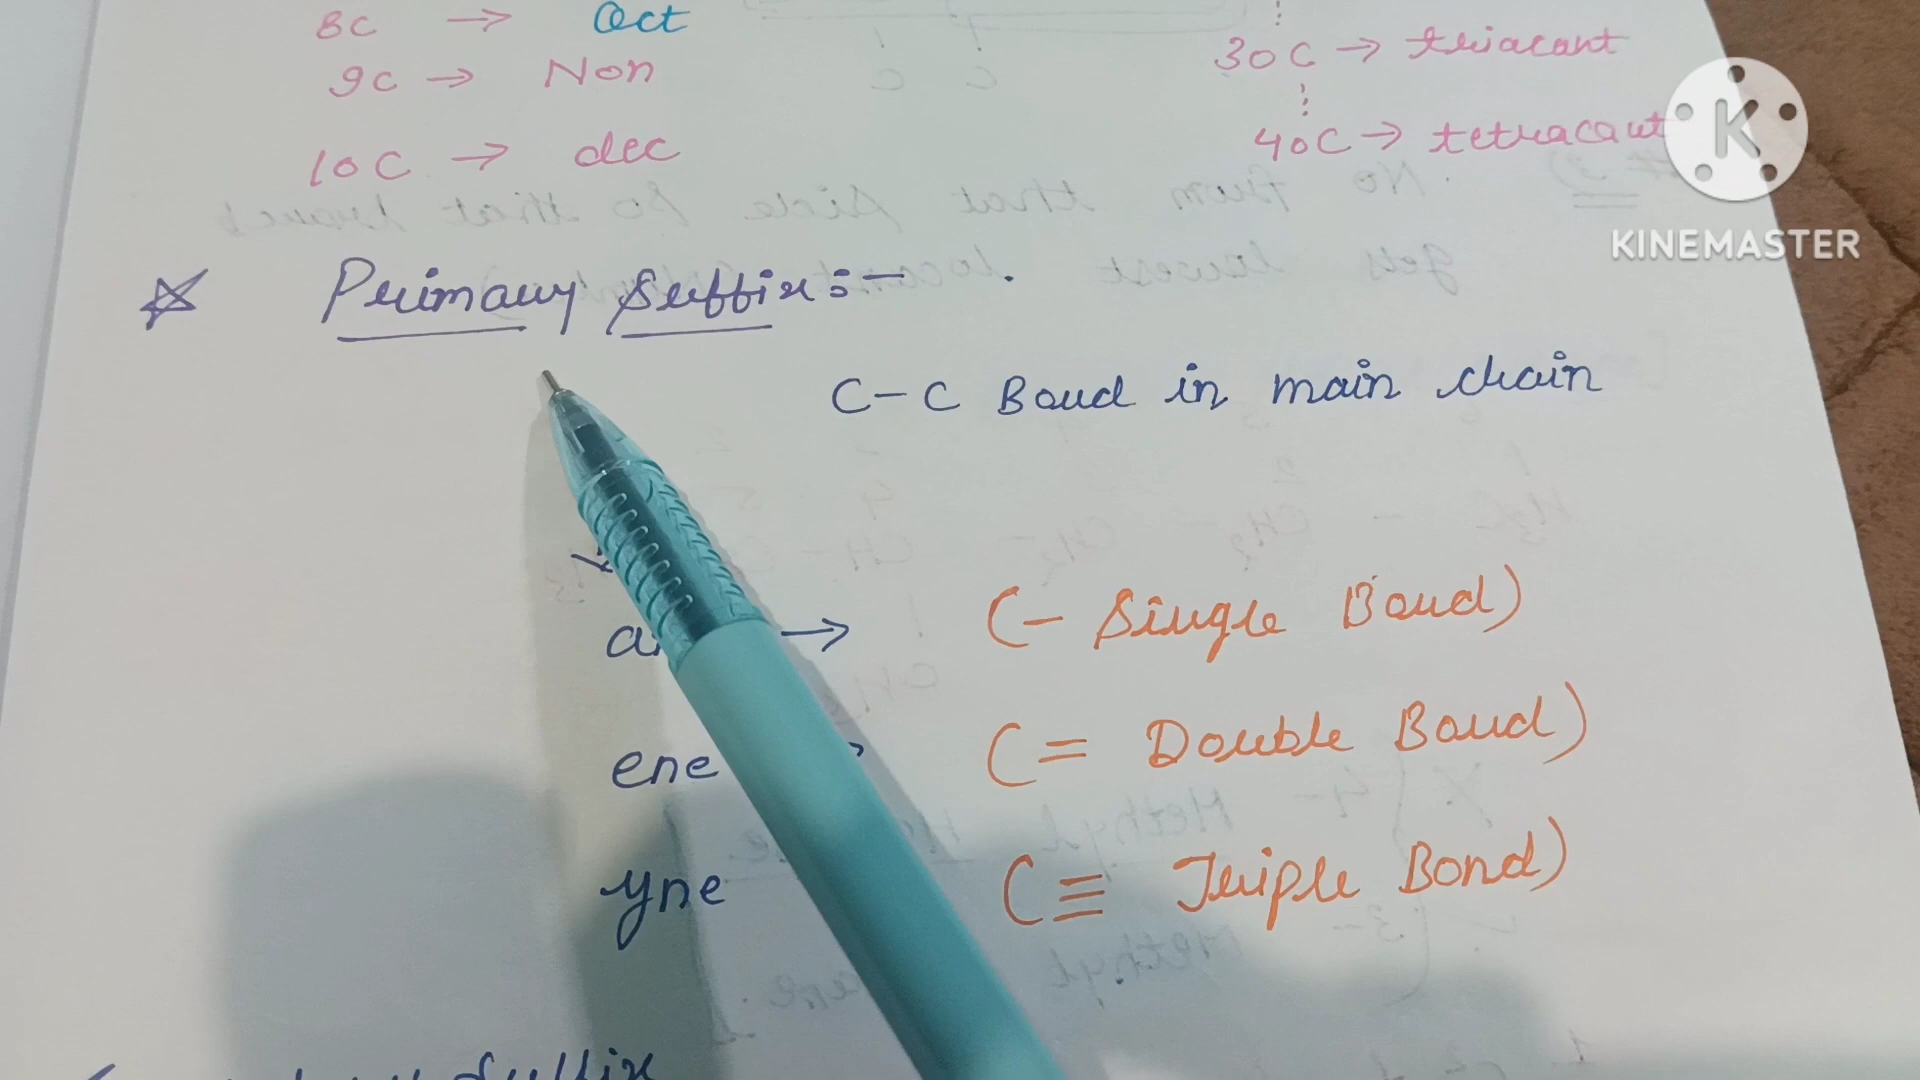 8C → Oct
9C → Non
10C → dec
30C → triacont
40C → tetracont
KINEMASTER
Primary Suffix:-
C-C Bond in main chain
→ (- Single Bond)
ene (= Double Bond)
yne (≡ Triple Bond)
Suffix